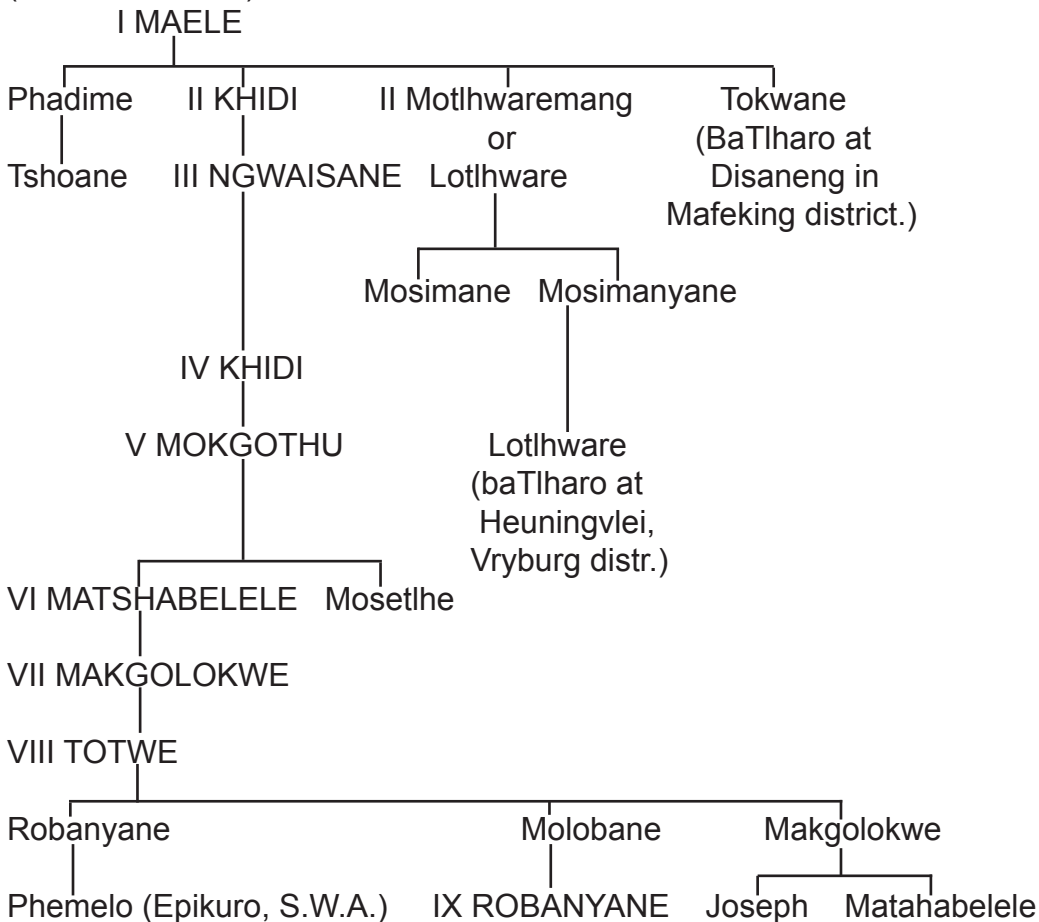 I MAELE
Phadime II KHIDI II Motlhwaremang Tokwane
or (BaTlharo at
Tshoane III NGWAISANE Lotlhware Disaneng in
Mafeking district.)
Mosimane Mosimanyane
IV KHIDI
V MOKGOTHU Lotlhware
(baTlharo at
Heuningvlei,
Vryburg distr.)
VI MATSHABELELE Mosetlhe
VII MAKGOLOKWE
VIII TOTWE
Robanyane Molobane Makgolokwe
Phemelo (Epikuro, S.W.A.) IX ROBANYANE Joseph Matahabelele